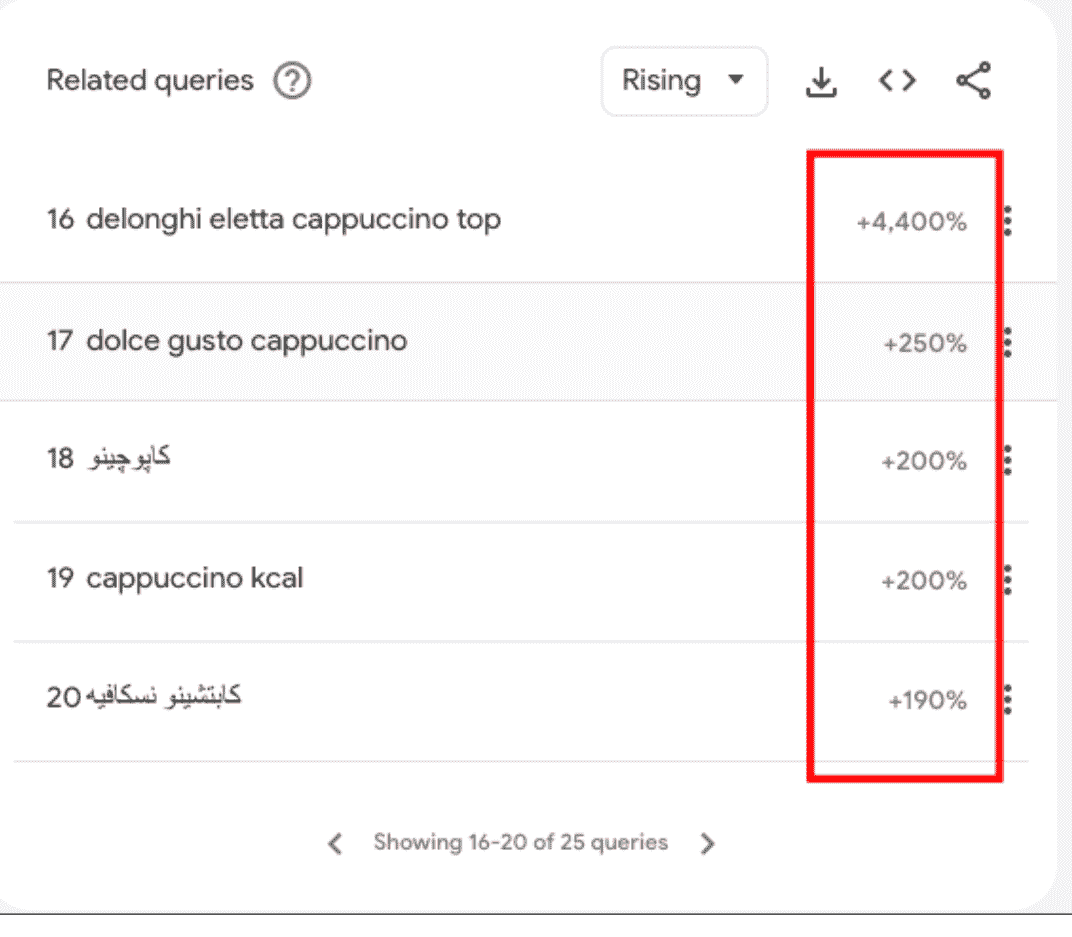 Related queries
Rising
16 delonghi eletta cappuccino top +4,400%
17 dolce gusto cappuccino +250%
18 کاپوچینو +200%
19 cappuccino kcal +200%
20 كابتشينو نسكافيه +190%
Showing 16-20 of 25 queries